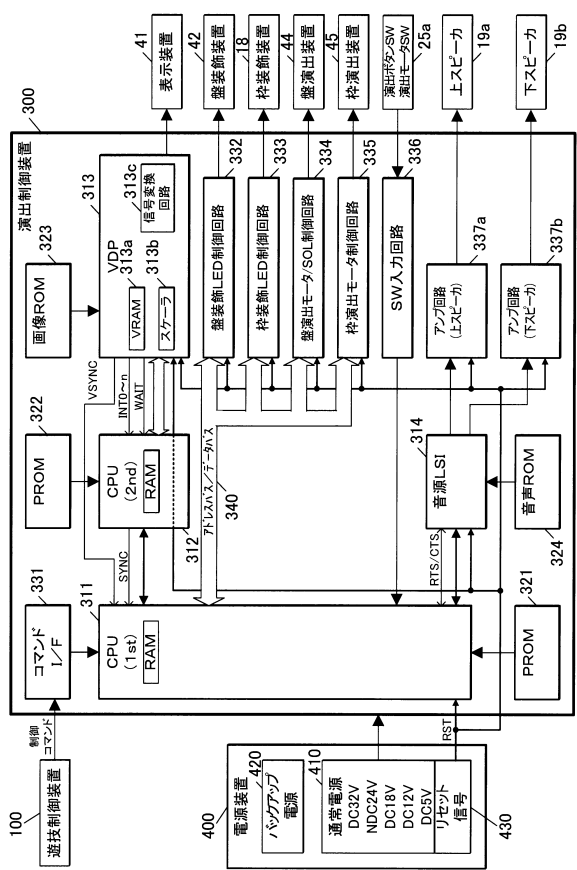 演出制御装置
300
遊技制御装置
100
制御
コマンド
コマンド
I/F
331
PROM
322
画像ROM
323
CPU
(1st)
RAM
311
CPU
(2nd)
RAM
312
VDP
313
VRAM
313a
スケーラ
313b
信号変換
回路
313c
VSYNC
INT0~n
WAIT
SYNC
アドレスバス/データバス
340
盤装飾LED制御回路
332
枠装飾LED制御回路
333
盤演出モータ/SOL制御回路
334
枠演出モータ制御回路
335
SW入力回路
336
アンプ回路
(上スピーカ)
337a
アンプ回路
(下スピーカ)
337b
音源LSI
314
RTS/CTS
音声ROM
324
PROM
321
RST
表示装置
41
盤装飾装置
42
枠装飾装置
18
盤演出装置
44
枠演出装置
45
演出ボタンSW
演出モータSW
25a
上スピーカ
19a
下スピーカ
19b
電源装置
400
バックアップ
電源
420
通常電源
410
DC32V
NDC24V
DC18V
DC12V
DC5V
リセット
信号
430